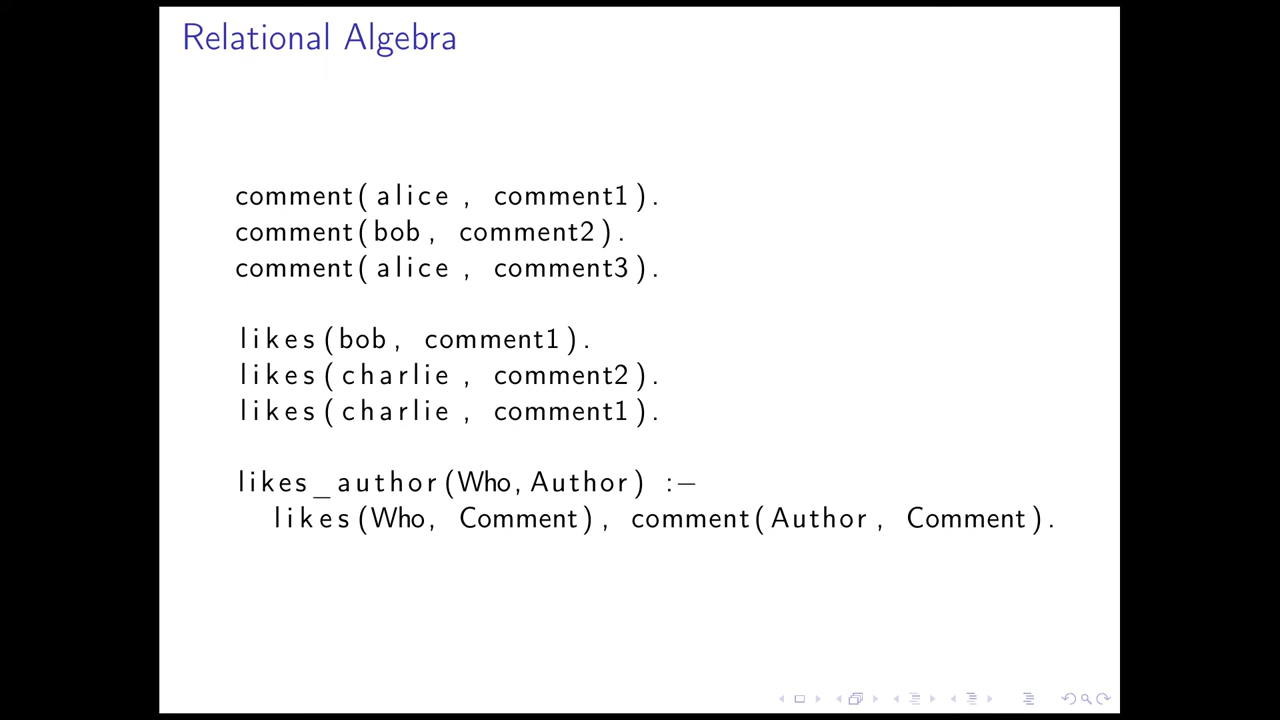 Relational Algebra
comment(alice, comment1).
comment(bob, comment2).
comment(alice, comment3).
likes(bob, comment1).
likes(charlie, comment2).
likes(charlie, comment1).
likes_author(Who, Author) :−
likes(Who, Comment), comment(Author, Comment).